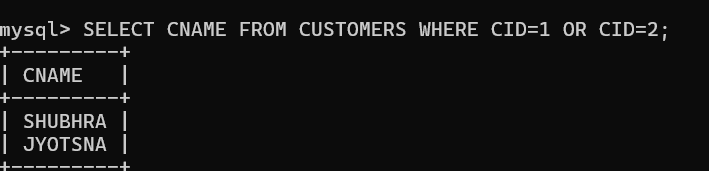 mysql> SELECT CNAME FROM CUSTOMERS WHERE CID=1 OR CID=2;
+---------+
| CNAME   |
+---------+
| SHUBHRA |
| JYOTSNA |
+---------+